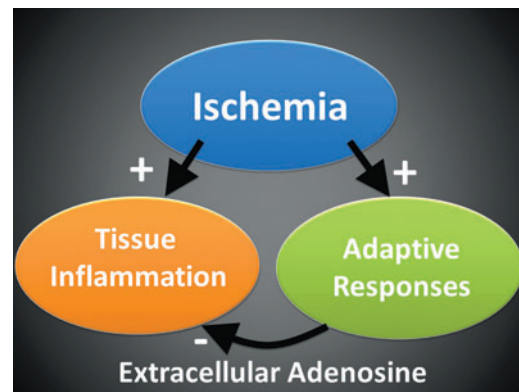 Ischemia
+
+
Tissue
Inflammation
Adaptive
Responses
-
Extracellular Adenosine